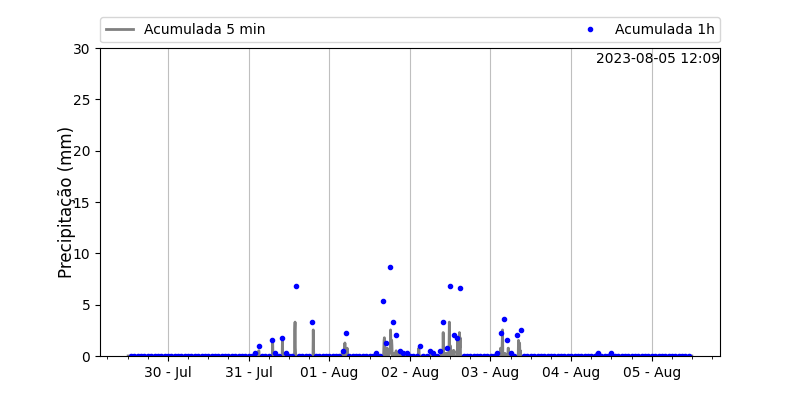 Acumulada 5 min Acumulada 1h
2023-08-05 12:09
Precipitação (mm)
30
25
20
15
10
5
0
30 - Jul 31 - Jul 01 - Aug 02 - Aug 03 - Aug 04 - Aug 05 - Aug